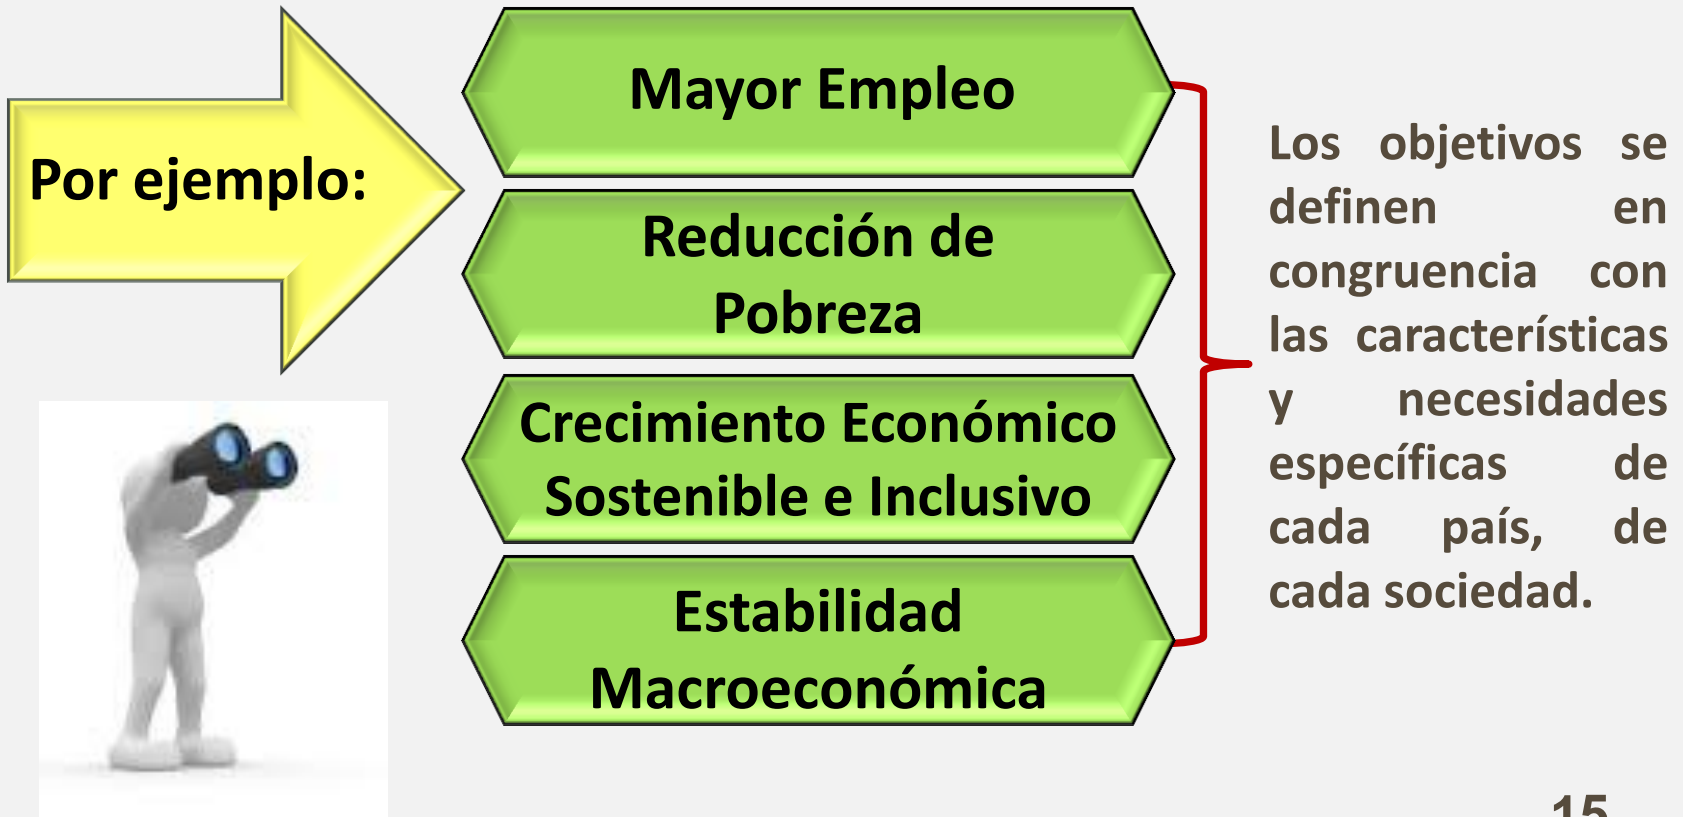 Por ejemplo:
Mayor Empleo
Reducción de
Pobreza
Crecimiento Económico
Sostenible e Inclusivo
Estabilidad
Macroeconómica
Los objetivos se
definen en
congruencia con
las características
y necesidades
específicas de
cada país, de
cada sociedad.
15